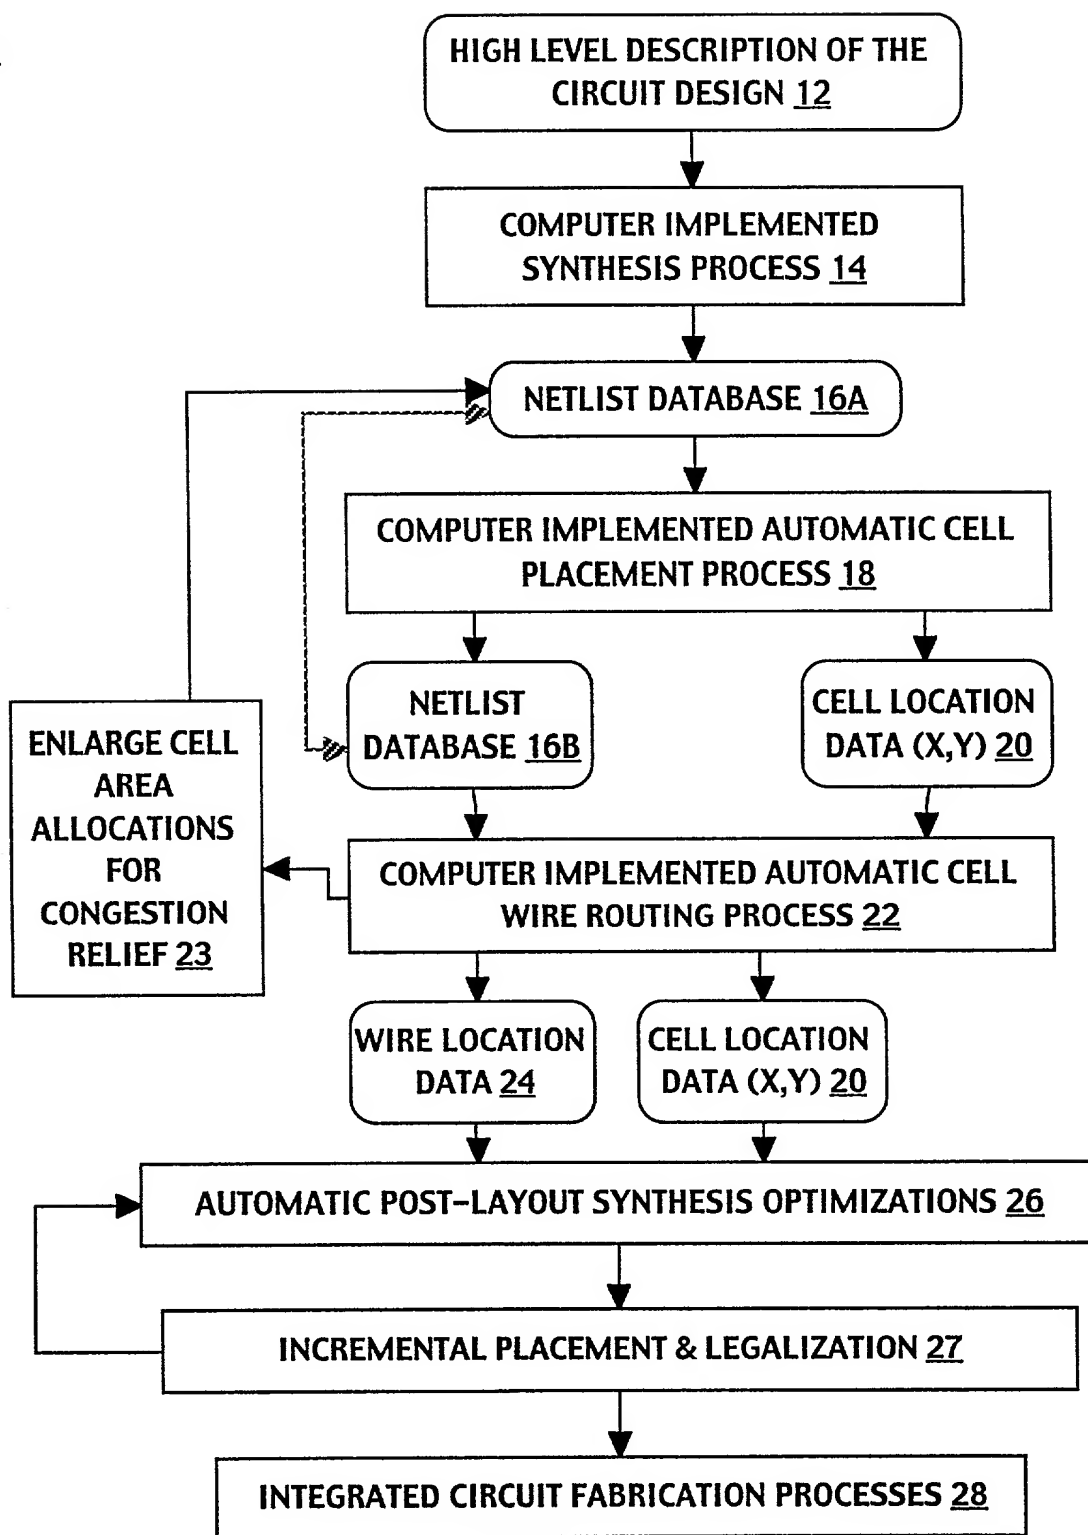 HIGH LEVEL DESCRIPTION OF THE
CIRCUIT DESIGN 12
COMPUTER IMPLEMENTED
SYNTHESIS PROCESS 14
NETLIST DATABASE 16A
COMPUTER IMPLEMENTED AUTOMATIC CELL
PLACEMENT PROCESS 18
NETLIST
DATABASE 16B
CELL LOCATION
DATA (X,Y) 20
ENLARGE CELL
AREA
ALLOCATIONS
FOR
CONGESTION
RELIEF 23
COMPUTER IMPLEMENTED AUTOMATIC CELL
WIRE ROUTING PROCESS 22
WIRE LOCATION
DATA 24
CELL LOCATION
DATA (X,Y) 20
AUTOMATIC POST-LAYOUT SYNTHESIS OPTIMIZATIONS 26
INCREMENTAL PLACEMENT & LEGALIZATION 27
INTEGRATED CIRCUIT FABRICATION PROCESSES 28